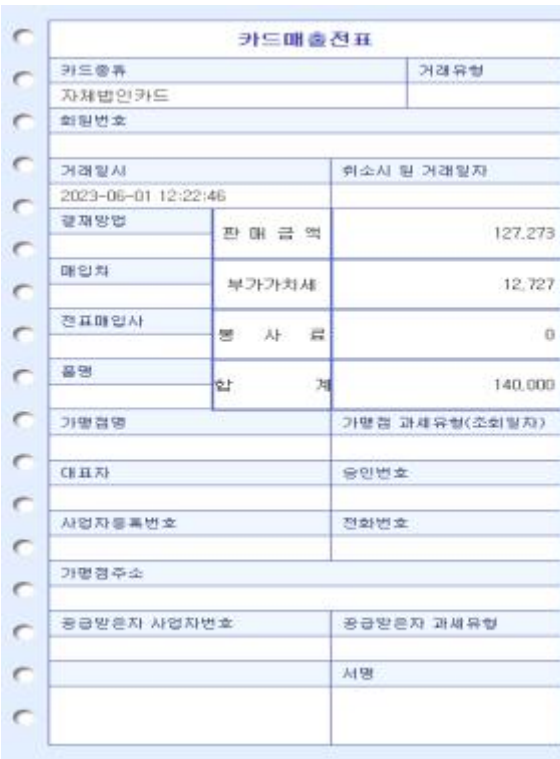 카드매출전표
카드종류 거래유형
자체법인카드
회원번호
거래일시 취소시 원 거래일자
2023-06-01 12:22:46
결재방법
판 매 금 액 127,273
매입처
부가가치세 12,727
전표매입사
봉 사 료 0
품명
합 계 140,000
가맹점명 가맹점 과세유형(조회일자)
대표자 승인번호
사업자등록번호 전화번호
가맹점주소
공급받은자 사업자번호 공급받은자 과세유형
서명